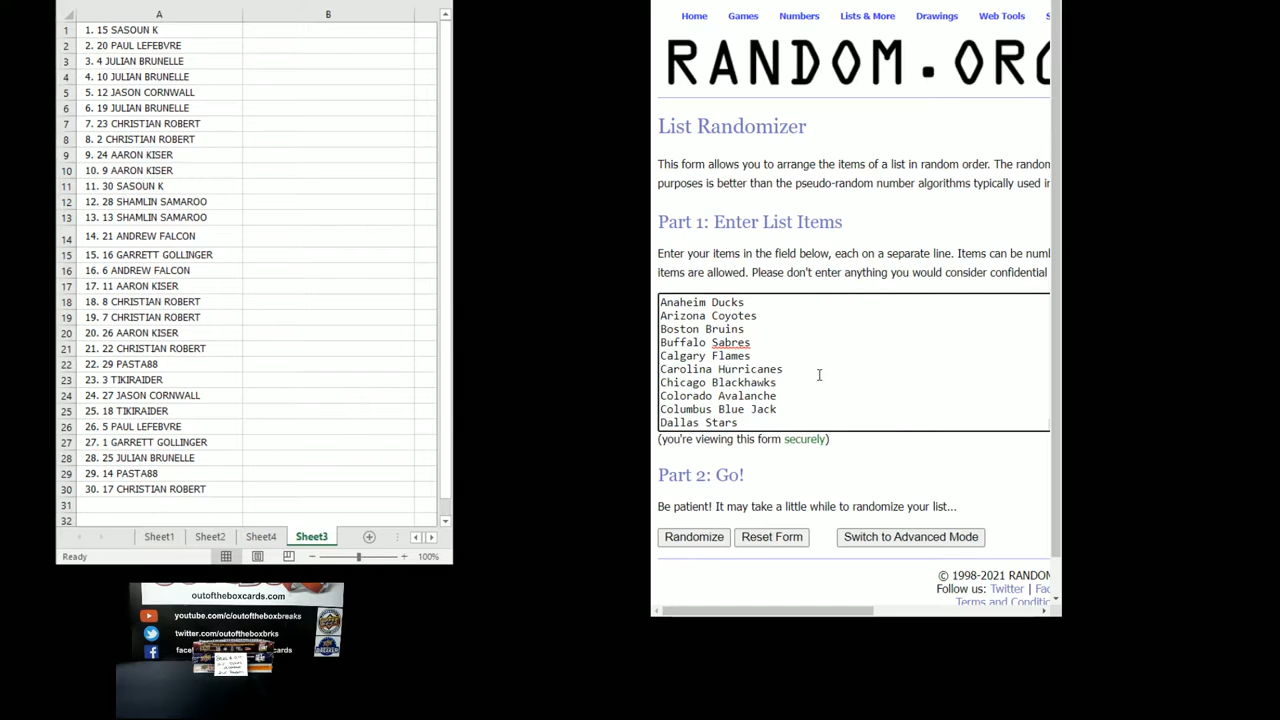 A B
1 1. 15 SASOUN K
2 2. 20 PAUL LEFEBVRE
3 3. 4 JULIAN BRUNELLE
4 4. 10 JULIAN BRUNELLE
5 5. 12 JASON CORNWALL
6 6. 19 JULIAN BRUNELLE
7 7. 23 CHRISTIAN ROBERT
8 8. 2 CHRISTIAN ROBERT
9 9. 24 AARON KISER
10 10. 9 AARON KISER
11 11. 30 SASOUN K
12 12. 28 SHAMLIN SAMAROO
13 13. 13 SHAMLIN SAMAROO
14 14. 21 ANDREW FALCON
15 15. 16 GARRETT GOLLINGER
16 16. 6 ANDREW FALCON
17 17. 11 AARON KISER
18 18. 8 CHRISTIAN ROBERT
19 19. 7 CHRISTIAN ROBERT
20 20. 26 AARON KISER
21 21. 22 CHRISTIAN ROBERT
22 22. 29 PASTA88
23 23. 3 TIKIRAIDER
24 24. 27 JASON CORNWALL
25 25. 18 TIKIRAIDER
26 26. 5 PAUL LEFEBVRE
27 27. 1 GARRETT GOLLINGER
28 28. 25 JULIAN BRUNELLE
29 29. 14 PASTA88
30 30. 17 CHRISTIAN ROBERT
31
32
Sheet1 Sheet2 Sheet4 Sheet3
Ready 100%
outoftheboxcards.com
youtube.com/c/outoftheboxbreaks
twitter.com/outoftheboxbrks
Home Games Numbers Lists & More Drawings Web Tools S
RANDOM.ORG
List Randomizer
This form allows you to arrange the items of a list in random order. The random
purposes is better than the pseudo-random number algorithms typically used i
Part 1: Enter List Items
Enter your items in the field below, each on a separate line. Items can be num
items are allowed. Please don't enter anything you would consider confidential
Anaheim Ducks
Arizona Coyotes
Boston Bruins
Buffalo Sabres
Calgary Flames
Carolina Hurricanes
Chicago Blackhawks
Colorado Avalanche
Columbus Blue Jack
Dallas Stars
(you're viewing this form securely)
Part 2: Go!
Be patient! It may take a little while to randomize your list...
Randomize Reset Form Switch to Advanced Mode
© 1998-2021 RANDOM
Follow us: Twitter | Fac
Terms and Conditio